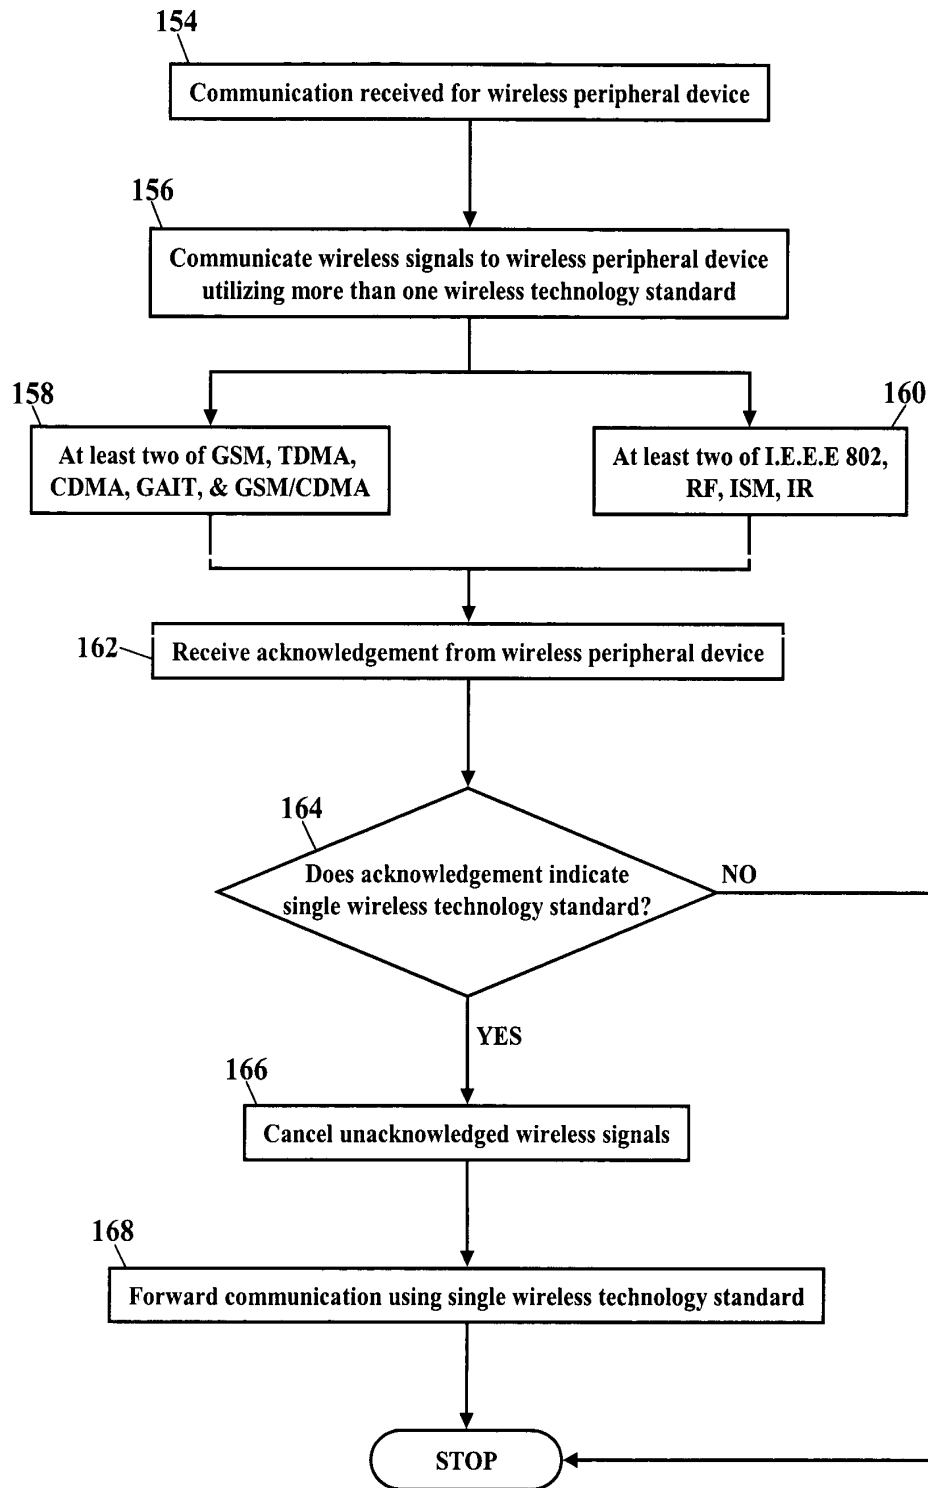 154
Communication received for wireless peripheral device
156
Communicate wireless signals to wireless peripheral device
utilizing more than one wireless technology standard
158
At least two of GSM, TDMA,
CDMA, GAIT, & GSM/CDMA
160
At least two of I.E.E.E 802,
RF, ISM, IR
162
Receive acknowledgement from wireless peripheral device
164
Does acknowledgement indicate
single wireless technology standard?
NO
YES
166
Cancel unacknowledged wireless signals
168
Forward communication using single wireless technology standard
STOP